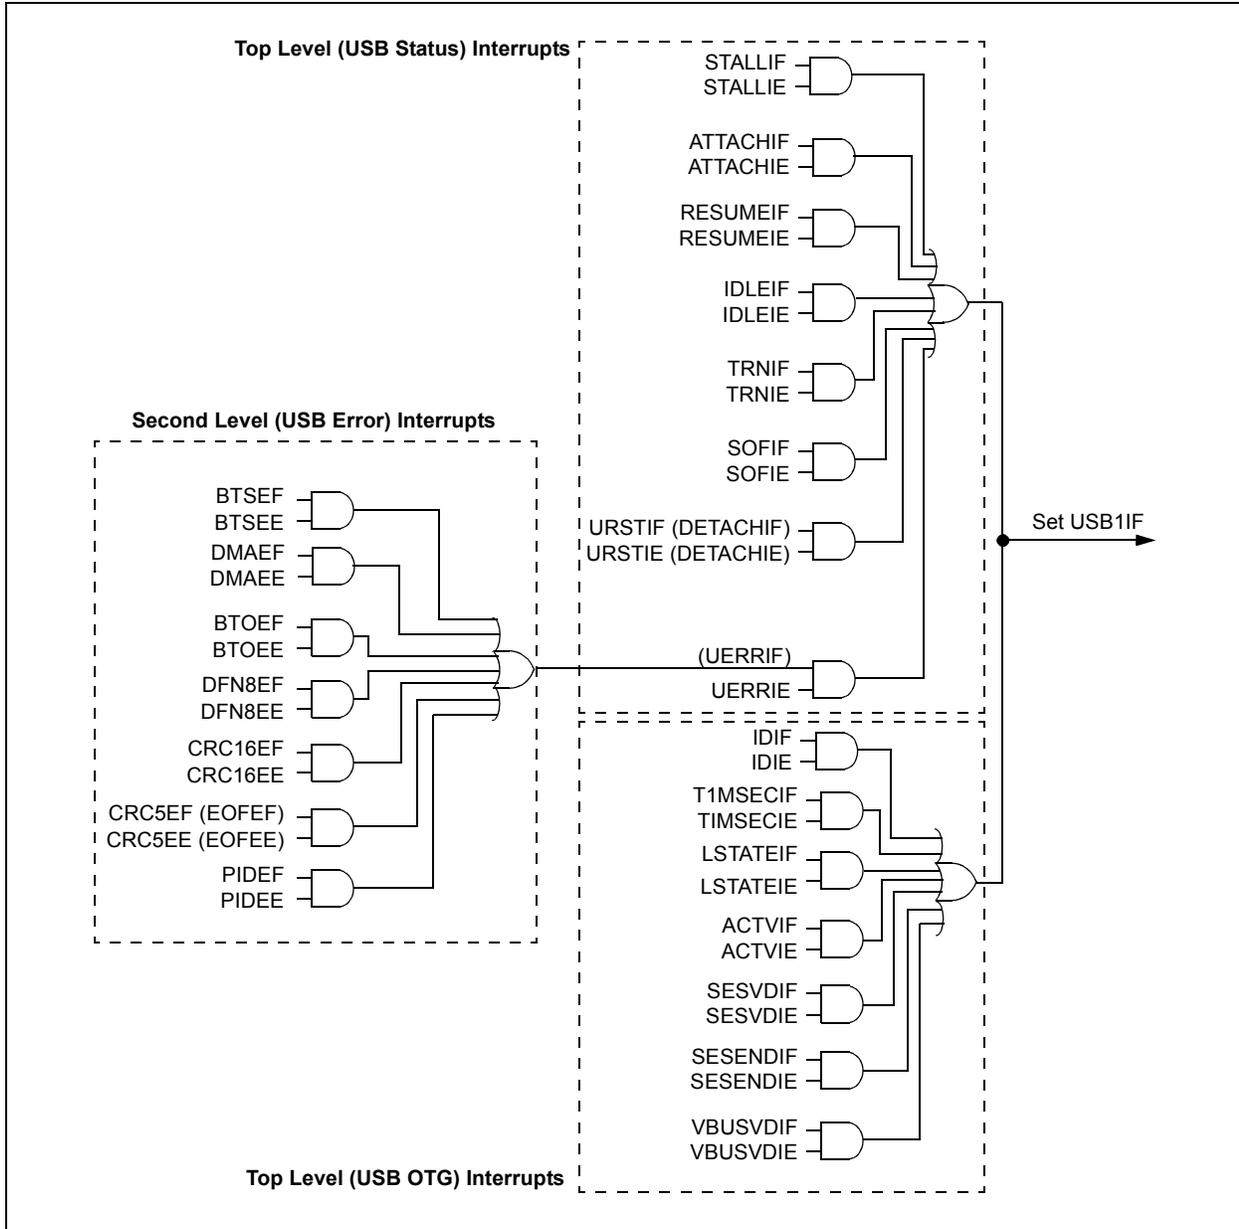 Top Level (USB Status) Interrupts
STALLIF
STALLIE
ATTACHIF
ATTACHIE
RESUMEIF
RESUMEIE
IDLEIF
IDLEIE
TRNIF
TRNIE
SOFIF
SOFIE
URSTIF (DETACHIF)
URSTIE (DETACHIE)
(UERRIF)
UERRIE
Set USB1IF
Second Level (USB Error) Interrupts
BTSEF
BTSEE
DMAEF
DMAEE
BTOEF
BTOEE
DFN8EF
DFN8EE
CRC16EF
CRC16EE
CRC5EF (EOFEF)
CRC5EE (EOFEE)
PIDEF
PIDEE
IDIF
IDIE
T1MSECIF
TIMSECIE
LSTATEIF
LSTATEIE
ACTVIF
ACTVIE
SESVDIF
SESVDIE
SESENDIF
SESENDIE
VBUSVDIF
VBUSVDIE
Top Level (USB OTG) Interrupts